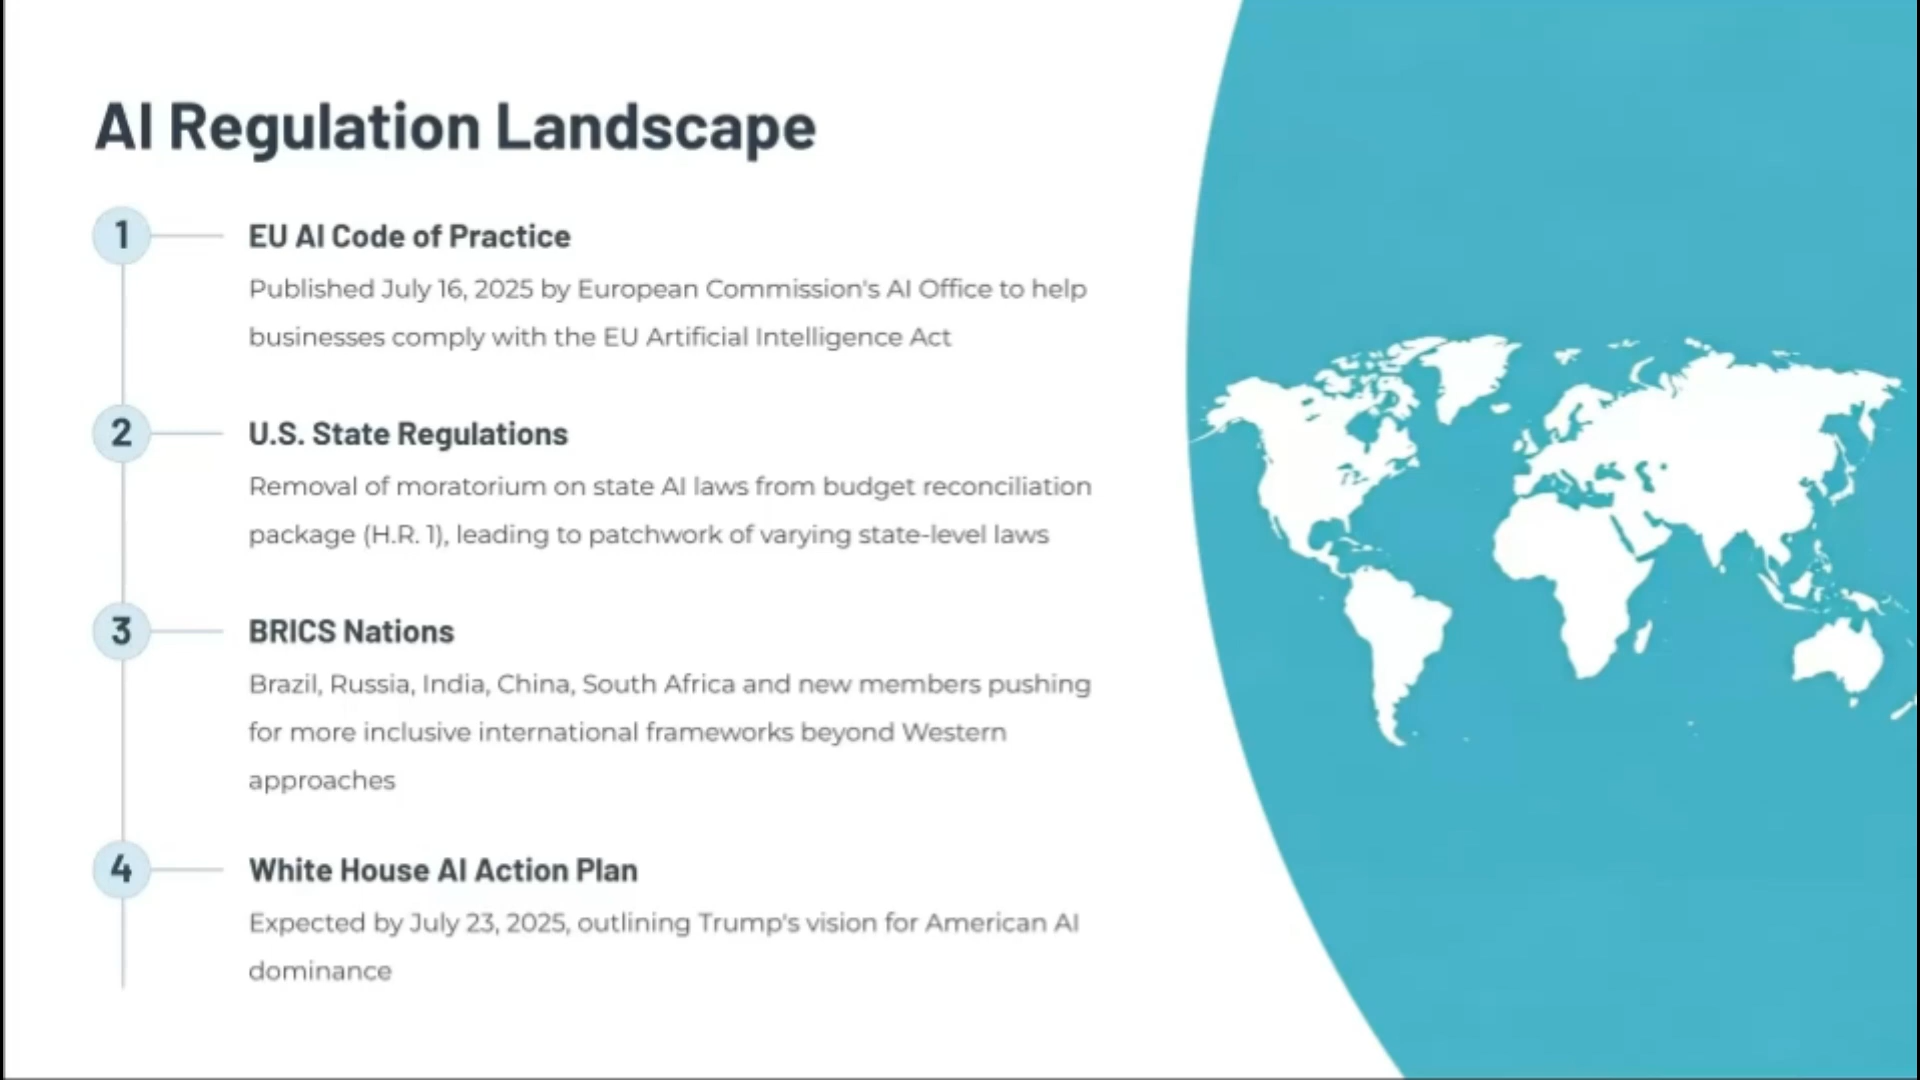 AI Regulation Landscape
1
EU AI Code of Practice
Published July 16, 2025 by European Commission's AI Office to help
businesses comply with the EU Artificial Intelligence Act
2
U.S. State Regulations
Removal of moratorium on state AI laws from budget reconciliation
package (H.R. 1), leading to patchwork of varying state-level laws
3
BRICS Nations
Brazil, Russia, India, China, South Africa and new members pushing
for more inclusive international frameworks beyond Western
approaches
4
White House AI Action Plan
Expected by July 23, 2025, outlining Trump's vision for American AI
dominance